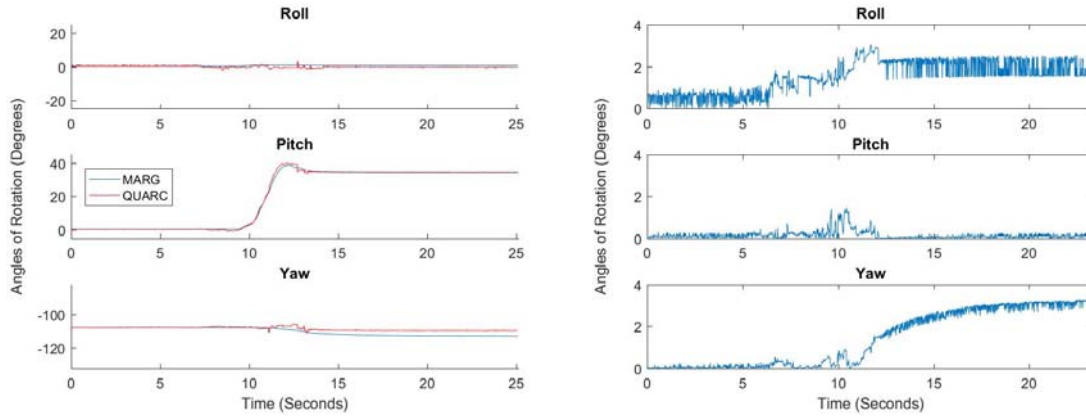 Roll
20
0
-20
0 5 10 15 20 25
Pitch
40
20
0
MARG
QUARC
0 5 10 15 20 25
Yaw
-100
-120
0 5 10 15 20 25
Time (Seconds)
Angles of Rotation (Degrees)
Roll
4
2
0
0 5 10 15 20
Pitch
4
2
0
0 5 10 15 20
Yaw
4
2
0
0 5 10 15 20
Time (Seconds)
Angles of Rotation (Degrees)